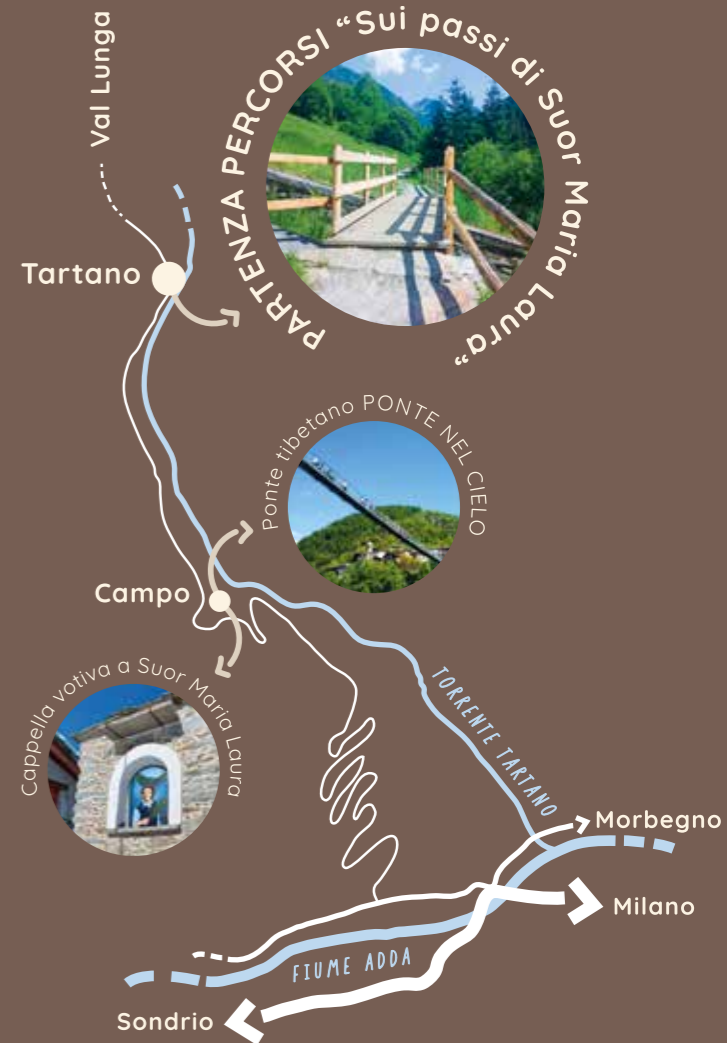 Val Lunga
PARTENZA PERCORSI “Sui passi di Suor Maria Laura”
Tartano
Ponte tibetano PONTE NEL CIELO
Campo
Cappella votiva a Suor Maria Laura
TORRENTE TARTANO
Morbegno
Milano
FIUME ADDA
Sondrio